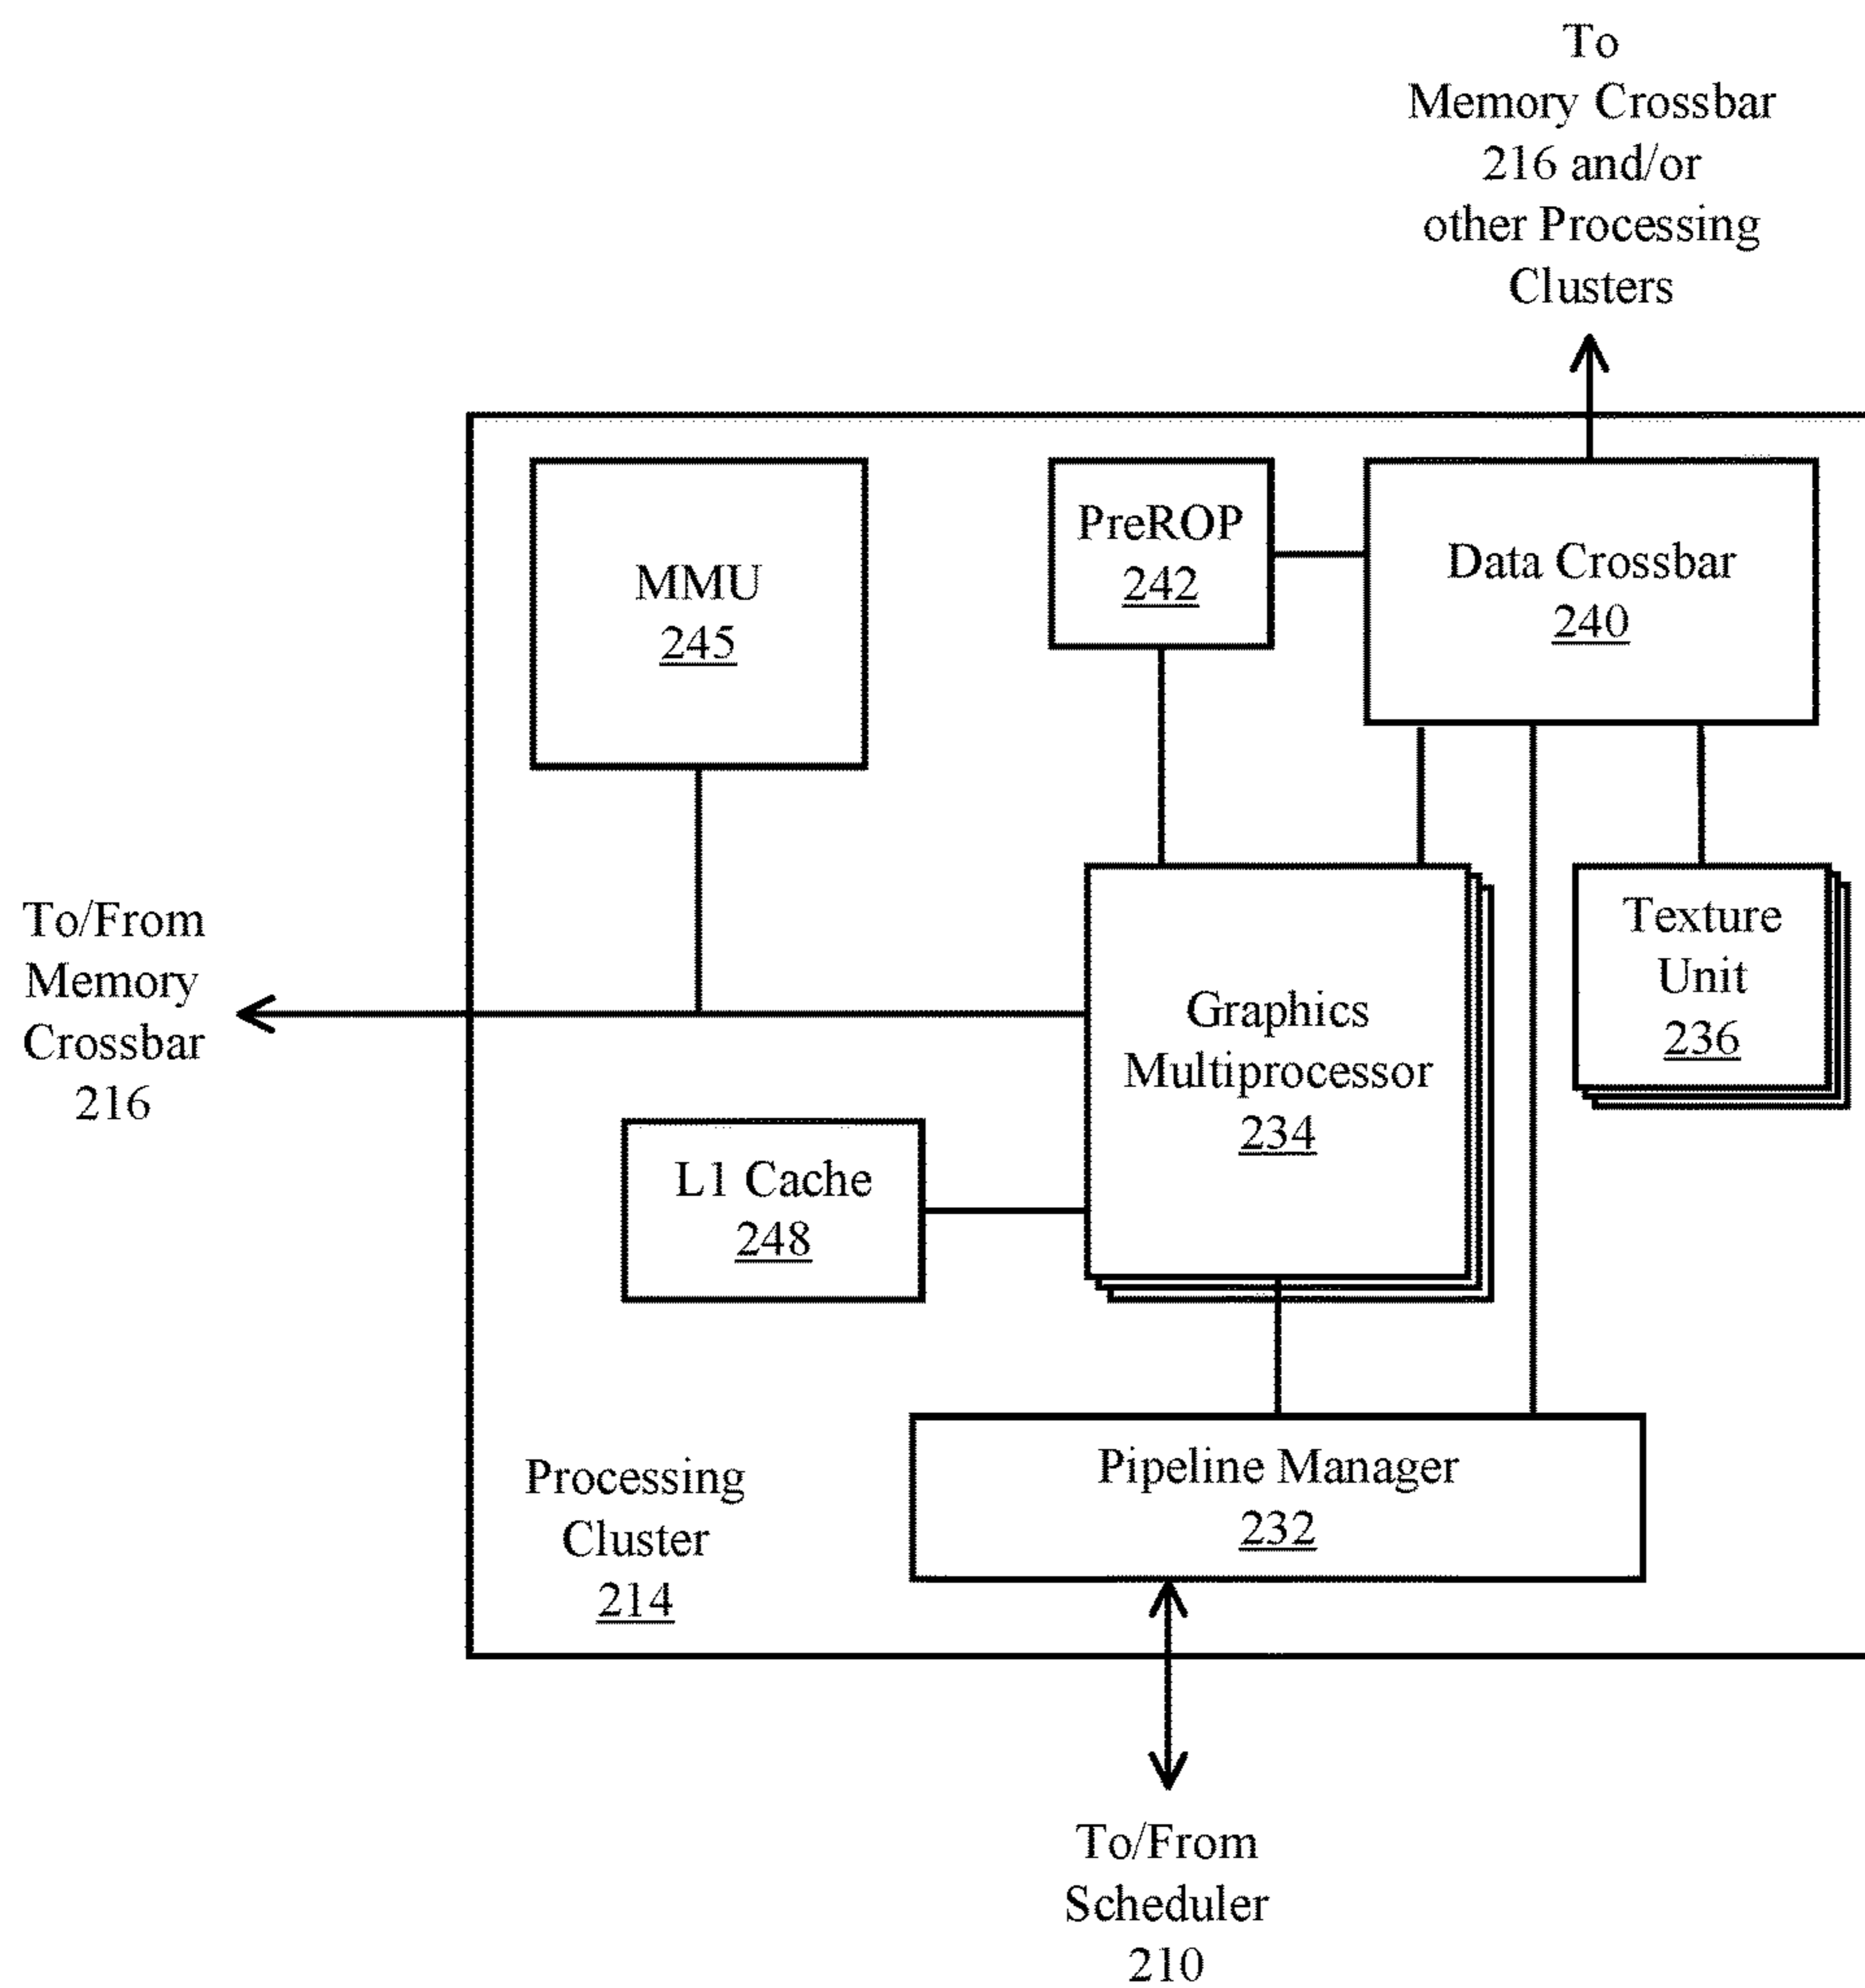 To
Memory Crossbar
216 and/or
other Processing
Clusters
MMU
245
PreROP
242
Data Crossbar
240
To/From
Memory
Crossbar
216
Graphics
Multiprocessor
234
Texture
Unit
236
L1 Cache
248
Processing
Cluster
214
Pipeline Manager
232
To/From
Scheduler
210